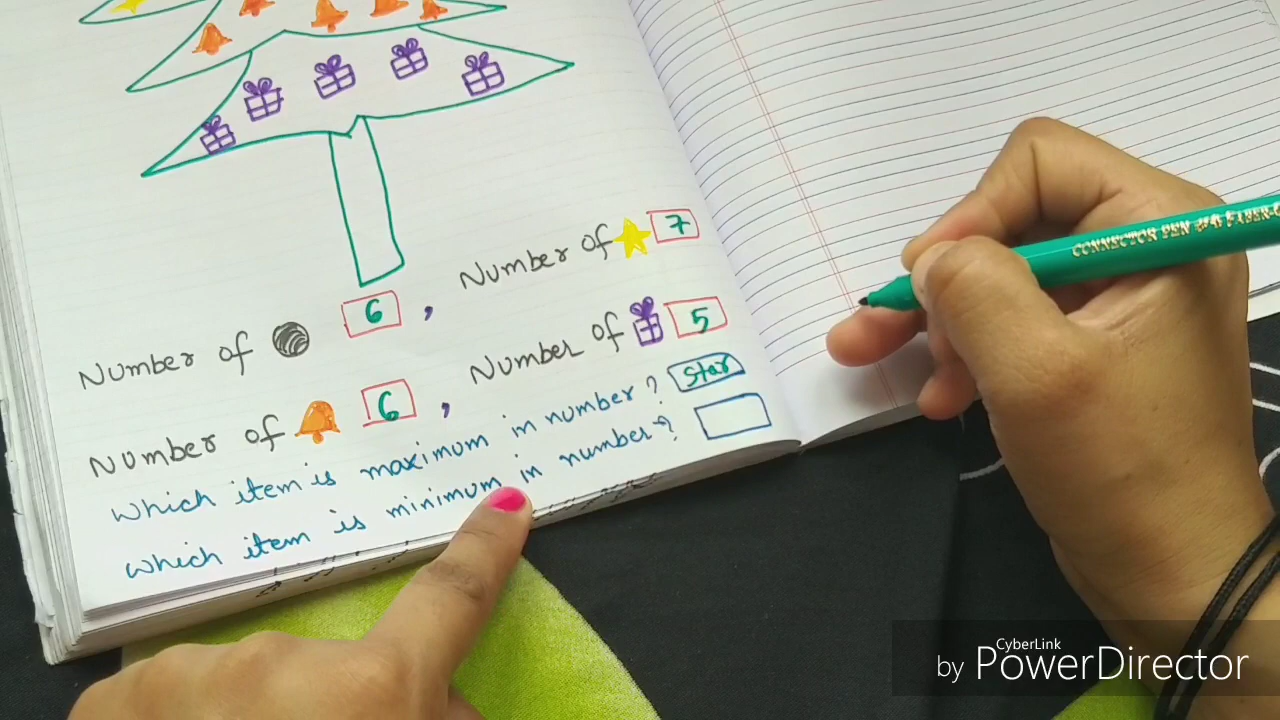 Number of 6 , Number of 7
Number of 6 , Number of 5
Which item is maximum in number? Star
Which item is minimum in number?
CONNECTOR PEN
CyberLink
by PowerDirector